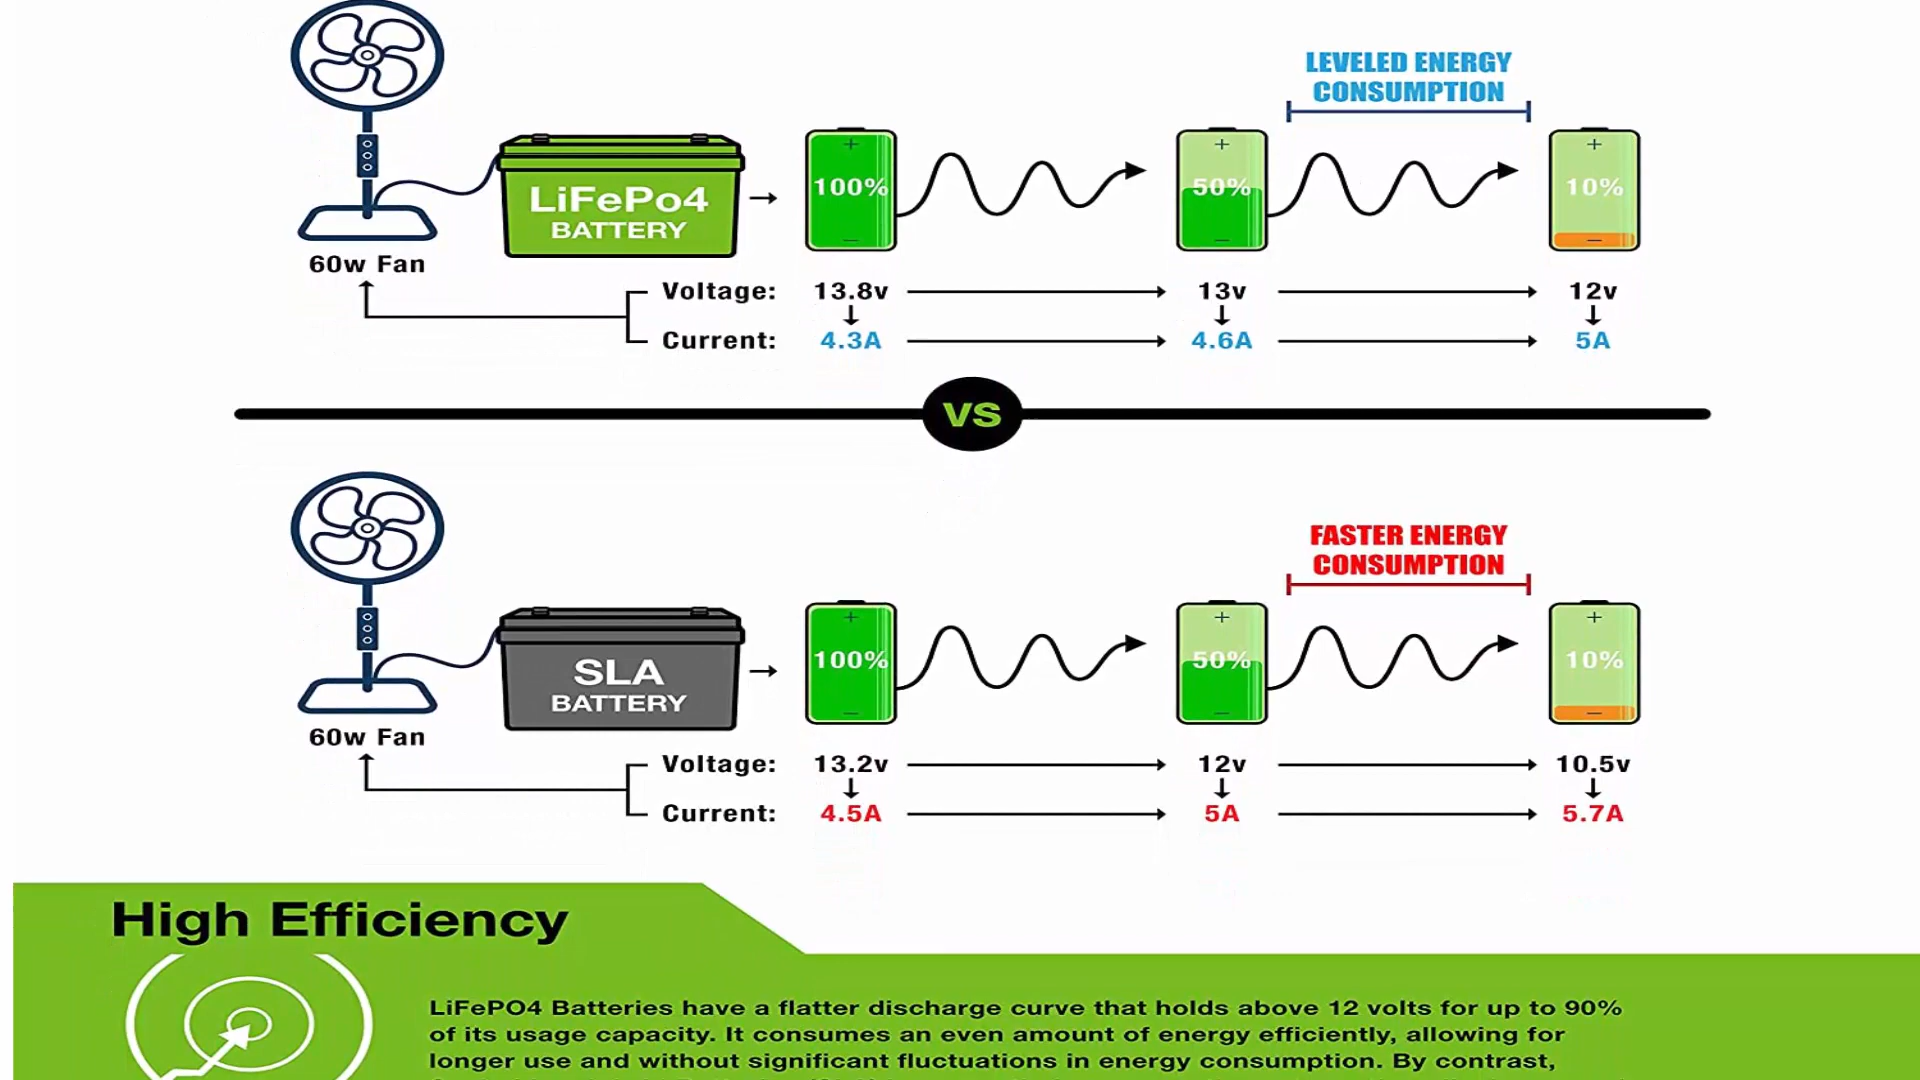 LEVELED ENERGY
CONSUMPTION
LiFePo4
BATTERY
100%
50%
10%
60w Fan
Voltage: 13.8v 13v 12v
Current: 4.3A 4.6A 5A
VS
FASTER ENERGY
CONSUMPTION
SLA
BATTERY
100%
50%
10%
60w Fan
Voltage: 13.2v 12v 10.5v
Current: 4.5A 5A 5.7A
High Efficiency
LiFePO4 Batteries have a flatter discharge curve that holds above 12 volts for up to 90%
of its usage capacity. It consumes an even amount of energy efficiently, allowing for
longer use and without significant fluctuations in energy consumption. By contrast,